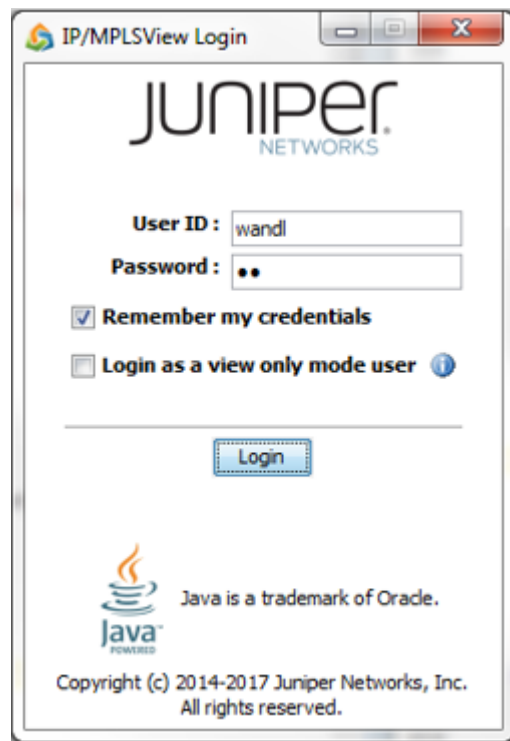 IP/MPLSView Login
JUNIPER
NETWORKS
User ID : wandl
Password : ●●
Remember my credentials
Login as a view only mode user
Login
Java is a trademark of Oracle.
Java
POWERED
Copyright (c) 2014-2017 Juniper Networks, Inc.
All rights reserved.